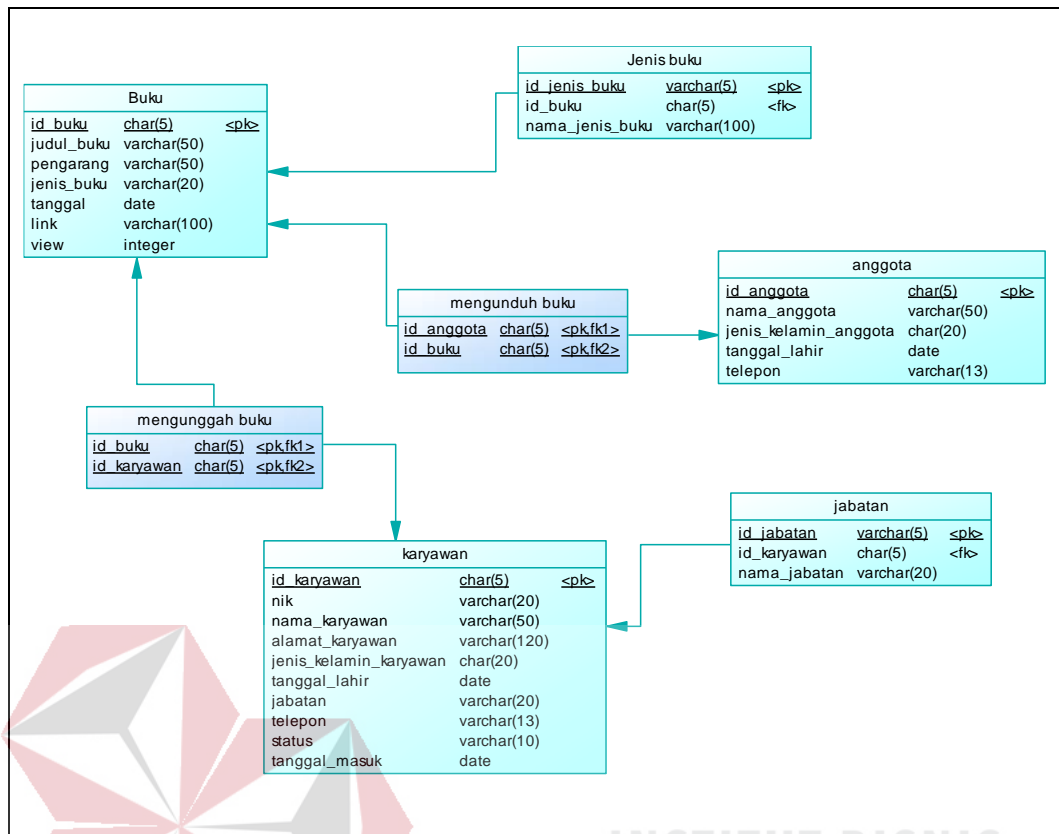 Jenis buku
id_jenis_buku varchar(5) <pk>
id_buku char(5) <fk>
nama_jenis_buku varchar(100)
Buku
id_buku char(5) <pk>
judul_buku varchar(50)
pengarang varchar(50)
jenis_buku varchar(20)
tanggal date
link varchar(100)
view integer
anggota
id_anggota char(5) <pk>
nama_anggota varchar(50)
jenis_kelamin_anggota char(20)
tanggal_lahir date
telepon varchar(13)
mengunduh buku
id_anggota char(5) <pk,fk1>
id_buku char(5) <pk,fk2>
mengunggah buku
id_buku char(5) <pk,fk1>
id_karyawan char(5) <pk,fk2>
jabatan
id_jabatan varchar(5) <pk>
id_karyawan char(5) <fk>
nama_jabatan varchar(20)
karyawan
id_karyawan char(5) <pk>
nik varchar(20)
nama_karyawan varchar(50)
alamat_karyawan varchar(120)
jenis_kelamin_karyawan char(20)
tanggal_lahir date
jabatan varchar(20)
telepon varchar(13)
status varchar(10)
tanggal_masuk date